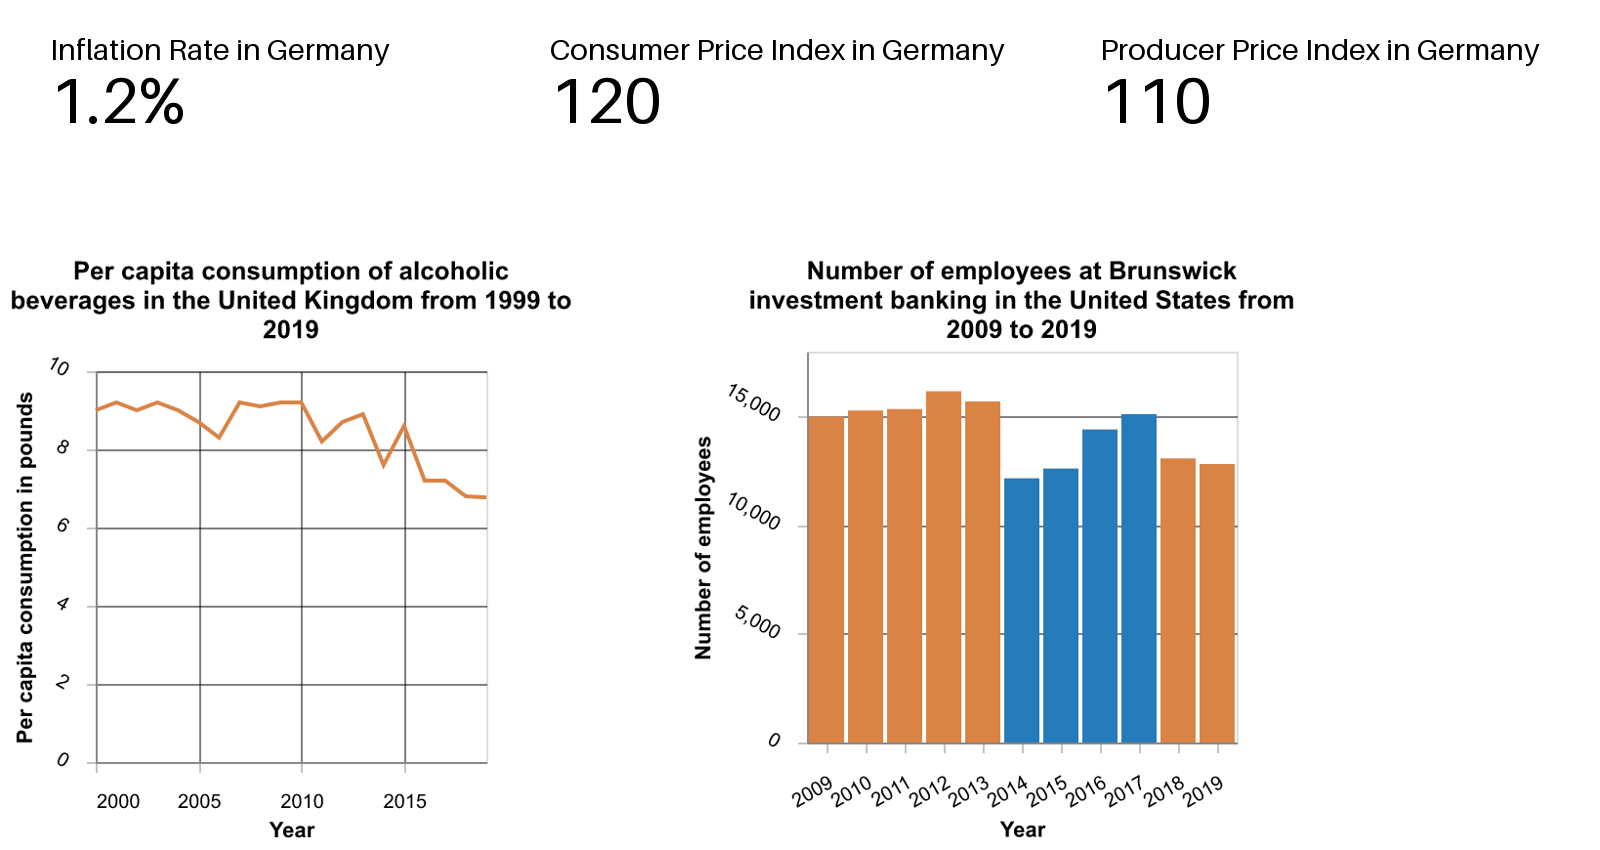 Inflation Rate in Germany
1.2%
Consumer Price Index in Germany
120
Producer Price Index in Germany
110
Per capita consumption of alcoholic
beverages in the United Kingdom from 1999 to
2019
Per capita consumption in pounds
10
8
6
4
2
0
2000 2005 2010 2015
Year
Number of employees at Brunswick
investment banking in the United States from
2009 to 2019
Number of employees
15,000
10,000
5,000
0
2009 2010 2011 2012 2013 2014 2015 2016 2017 2018 2019
Year